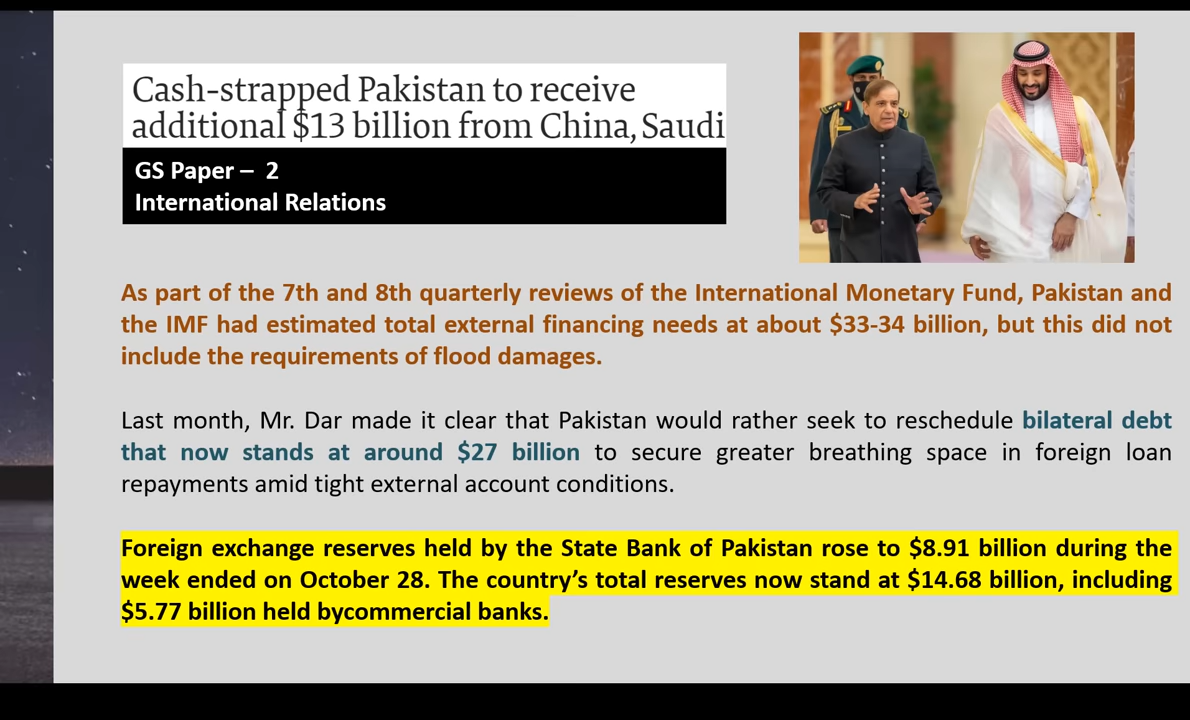 Cash-strapped Pakistan to receive
additional $13 billion from China, Saudi
GS Paper – 2
International Relations
As part of the 7th and 8th quarterly reviews of the International Monetary Fund, Pakistan and
the IMF had estimated total external financing needs at about $33-34 billion, but this did not
include the requirements of flood damages.
Last month, Mr. Dar made it clear that Pakistan would rather seek to reschedule bilateral debt
that now stands at around $27 billion to secure greater breathing space in foreign loan
repayments amid tight external account conditions.
Foreign exchange reserves held by the State Bank of Pakistan rose to $8.91 billion during the
week ended on October 28. The country’s total reserves now stand at $14.68 billion, including
$5.77 billion held bycommercial banks.